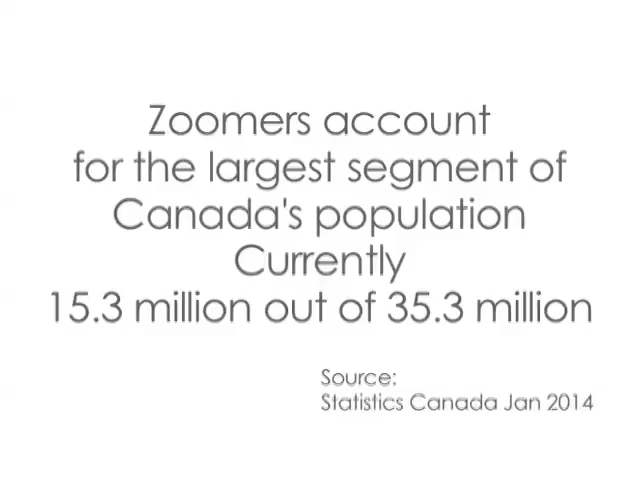 Zoomers account
for the largest segment of
Canada's population
Currently
15.3 million out of 35.3 million
Source:
Statistics Canada Jan 2014